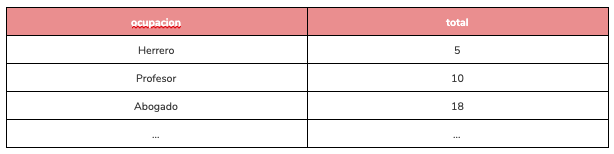 ocupacion total
Herrero 5
Profesor 10
Abogado 18
... ...